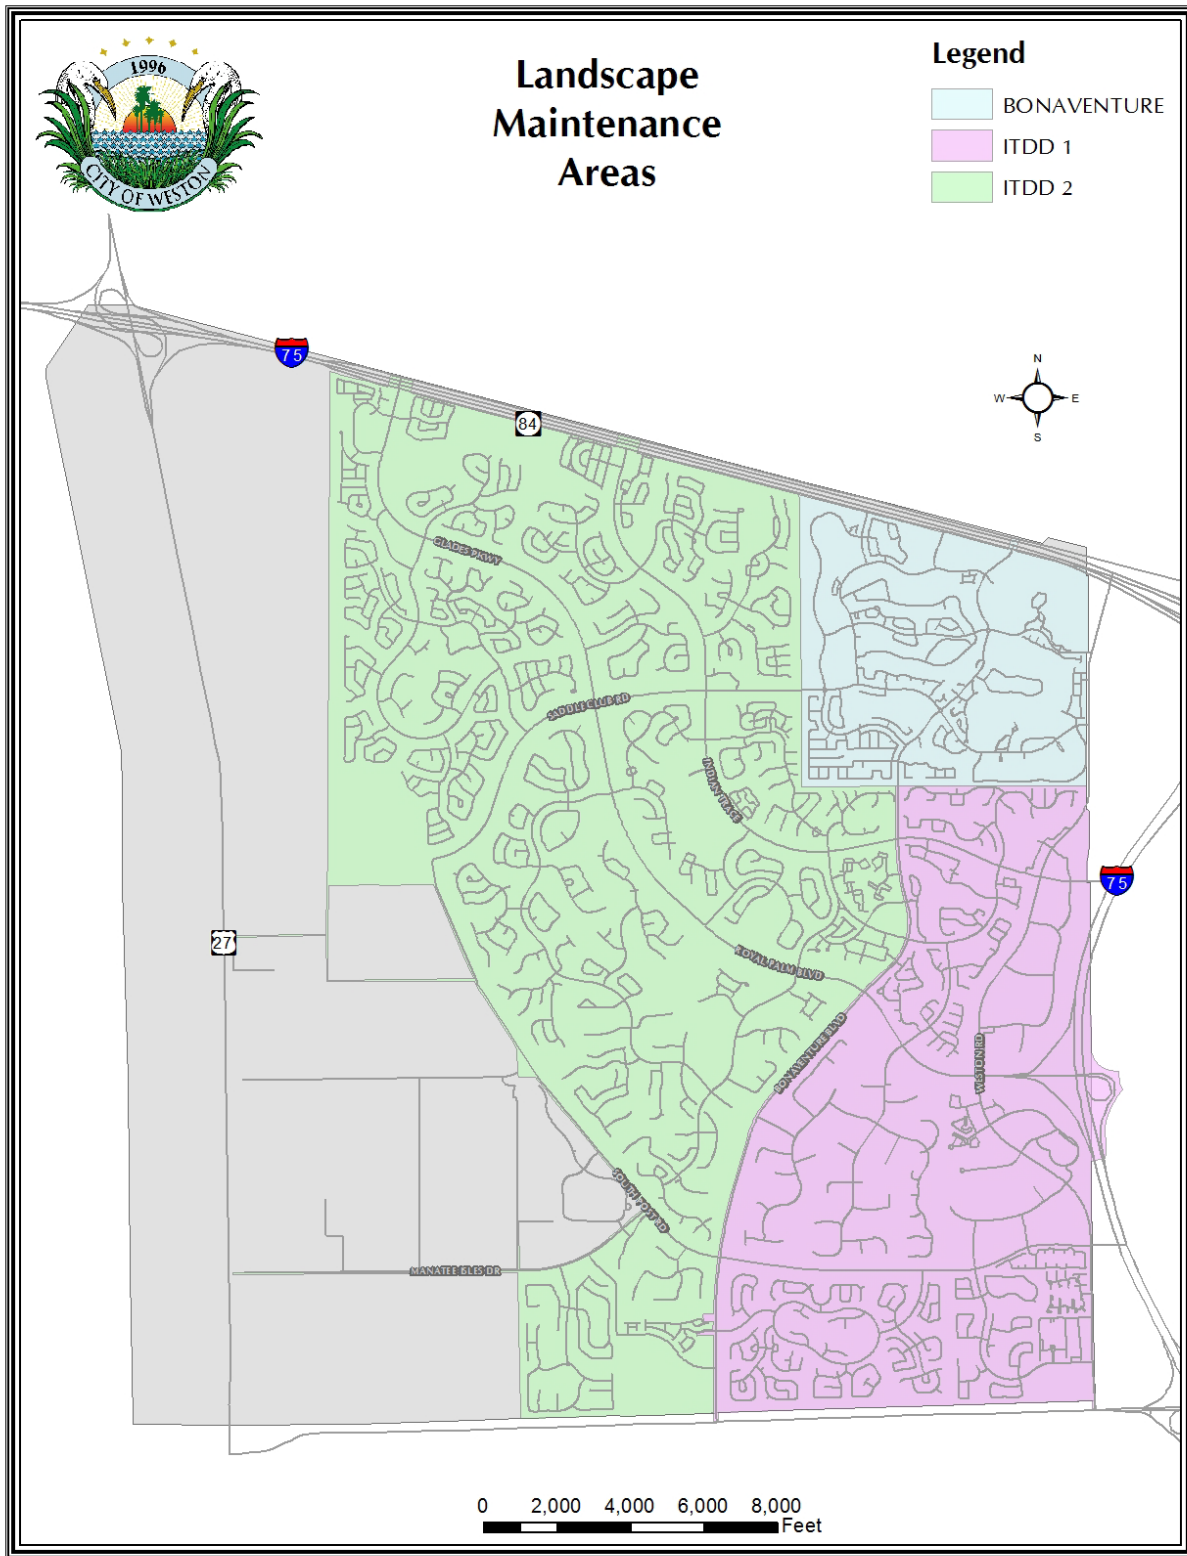 1996
CITY OF WESTON
Landscape
Maintenance
Areas
Legend
BONAVENTURE
ITDD 1
ITDD 2
75
84
N
W E
S
GLADES PKWY
SADDLE CLUB RD
INDIAN TRACE
75
27
ROYAL PALM BLVD
BONAVENTURE BLVD
WESTON RD
SOUTH POST RD
MANATEE ISLES DR
0 2,000 4,000 6,000 8,000
Feet